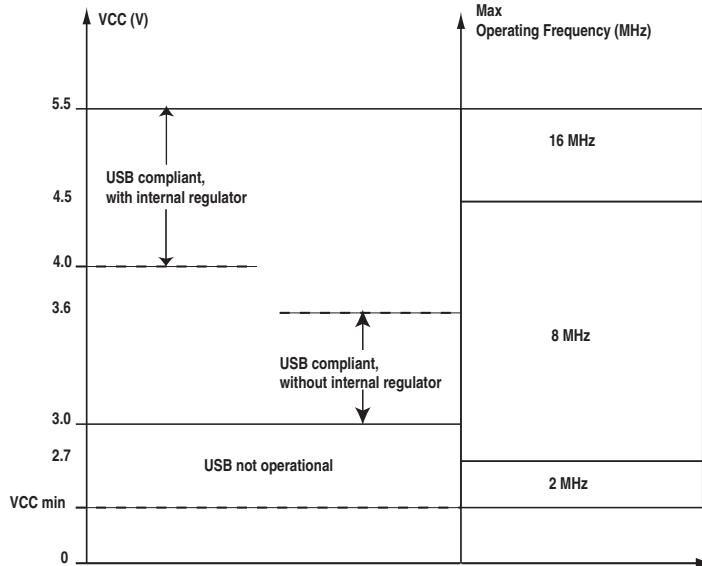 VCC (V)
Max
Operating Frequency (MHz)
5.5
16 MHz
USB compliant,
with internal regulator
4.5
4.0
3.6
8 MHz
USB compliant,
without internal regulator
3.0
2.7
USB not operational
2 MHz
VCC min
0